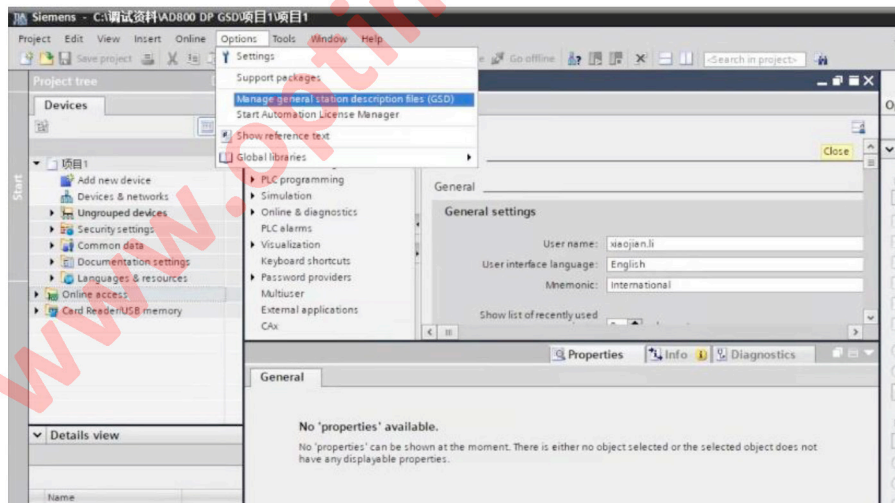 Siemens - C:\调试资料\AD800 DP GSD\项目1\项目1
Project Edit View Insert Online Options Tools Window Help
Save project
Go offline
<Search in project>
Settings
Support packages
Manage general station description files (GSD)
Start Automation License Manager
Show reference text
Global libraries
Project tree
Devices
Start
Close
项目1
Add new device
Devices & networks
Ungrouped devices
Security settings
Common data
Documentation settings
Languages & resources
Online access
Card Reader/USB memory
PLC programming
Simulation
Online & diagnostics
PLC alarms
Visualization
Keyboard shortcuts
Password providers
Multiuser
External applications
CAx
General
General settings
User name: xiaojian.li
User interface language: English
Mnemonic: International
Show list of recently used
Properties Info Diagnostics
General
No 'properties' available.
No 'properties' can be shown at the moment. There is either no object selected or the selected object does not
have any displayable properties.
Details view
Name
www.optim